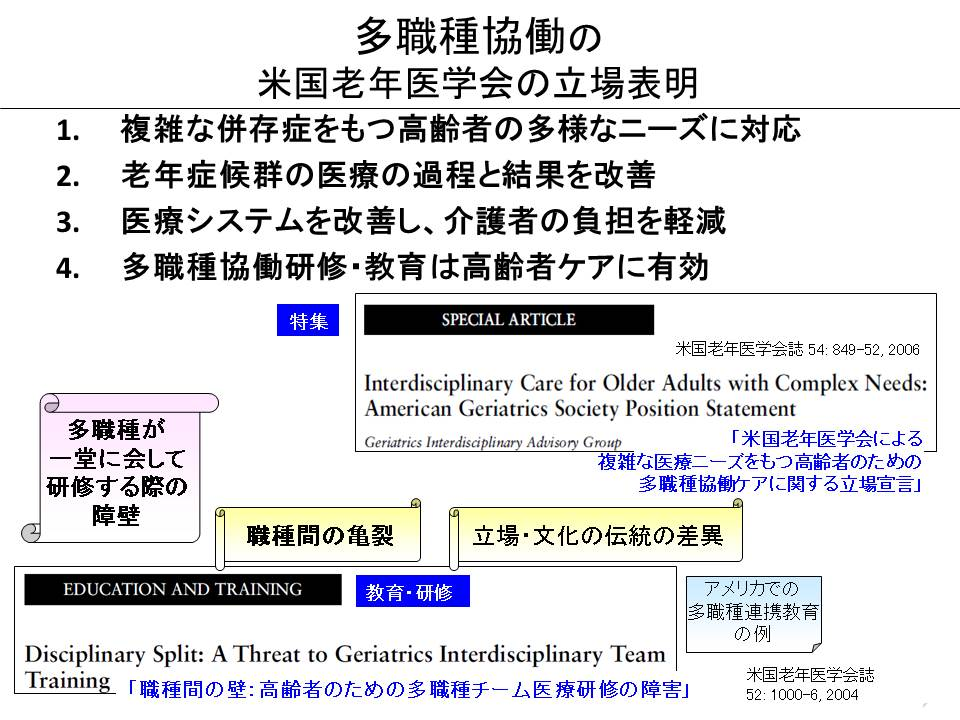 多職種協働の
米国老年医学会の立場表明
1. 複雑な併存症をもつ高齢者の多様なニーズに対応
2. 老年症候群の医療の過程と結果を改善
3. 医療システムを改善し、介護者の負担を軽減
4. 多職種協働研修・教育は高齢者ケアに有効
特集
SPECIAL ARTICLE
米国老年医学会誌 54: 849-52, 2006
Interdisciplinary Care for Older Adults with Complex Needs:
American Geriatrics Society Position Statement
Geriatrics Interdisciplinary Advisory Group
「米国老年医学会による
複雑な医療ニーズをもつ高齢者のための
多職種協働ケアに関する立場宣言」
多職種が
一堂に会して
研修する際の
障壁
職種間の亀裂
立場・文化の伝統の差異
EDUCATION AND TRAINING
教育・研修
アメリカでの
多職種連携教育
の例
Disciplinary Split: A Threat to Geriatrics Interdisciplinary Team
Training
「職種間の壁：高齢者のための多職種チーム医療研修の障害」
米国老年医学会誌
52: 1000-6, 2004